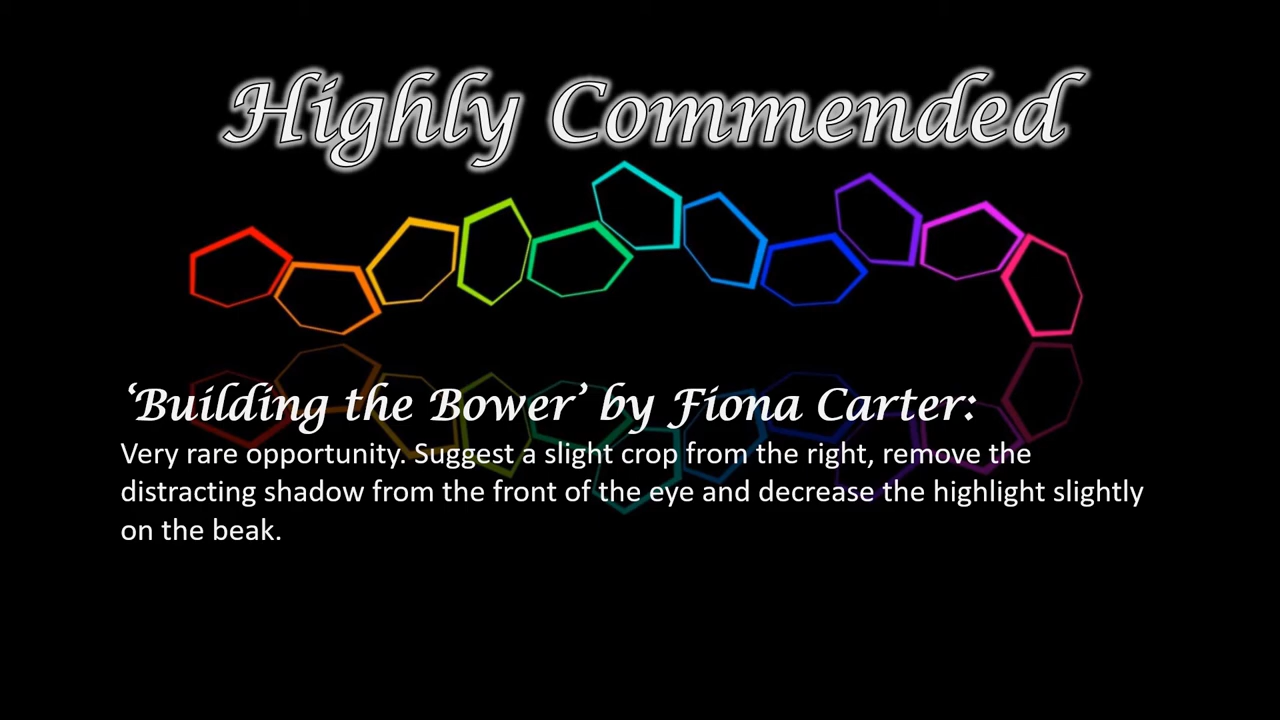 Highly Commended
‘Building the Bower’ by Fiona Carter:
Very rare opportunity. Suggest a slight crop from the right, remove the
distracting shadow from the front of the eye and decrease the highlight slightly
on the beak.